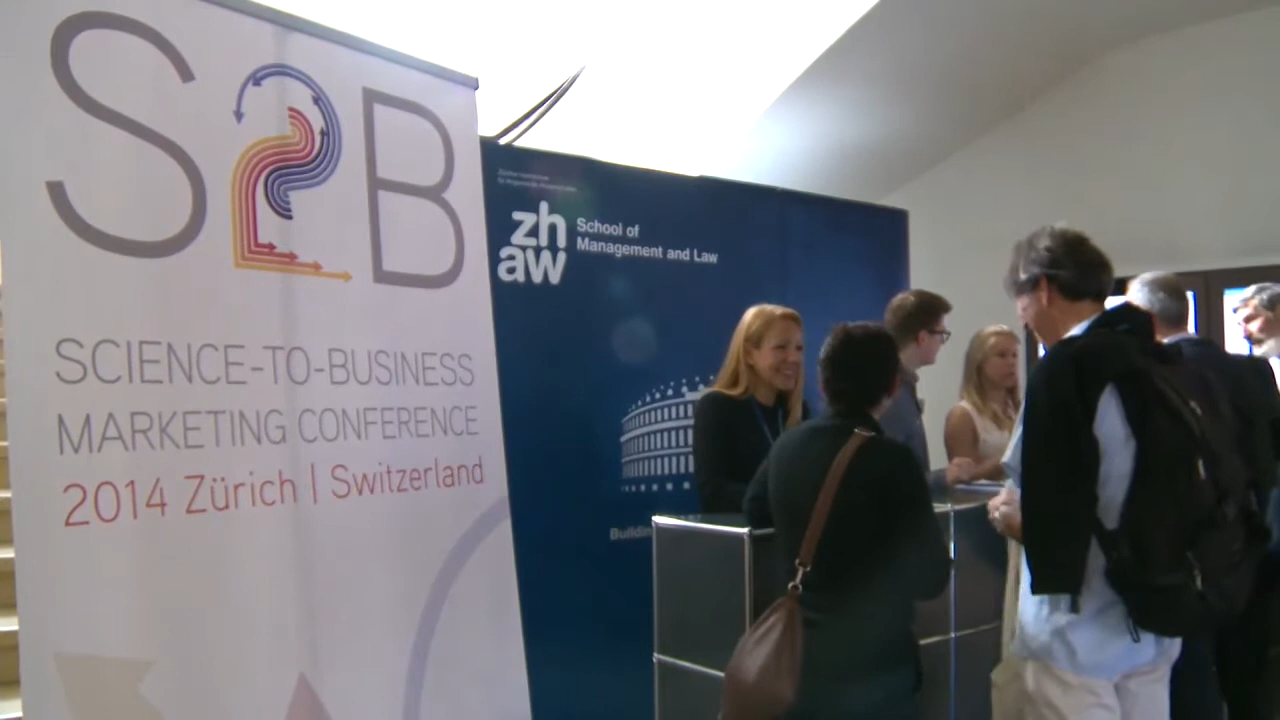 S2B
SCIENCE-TO-BUSINESS
MARKETING CONFERENCE
2014 Zürich | Switzerland
zh
aw
School of
Management and Law